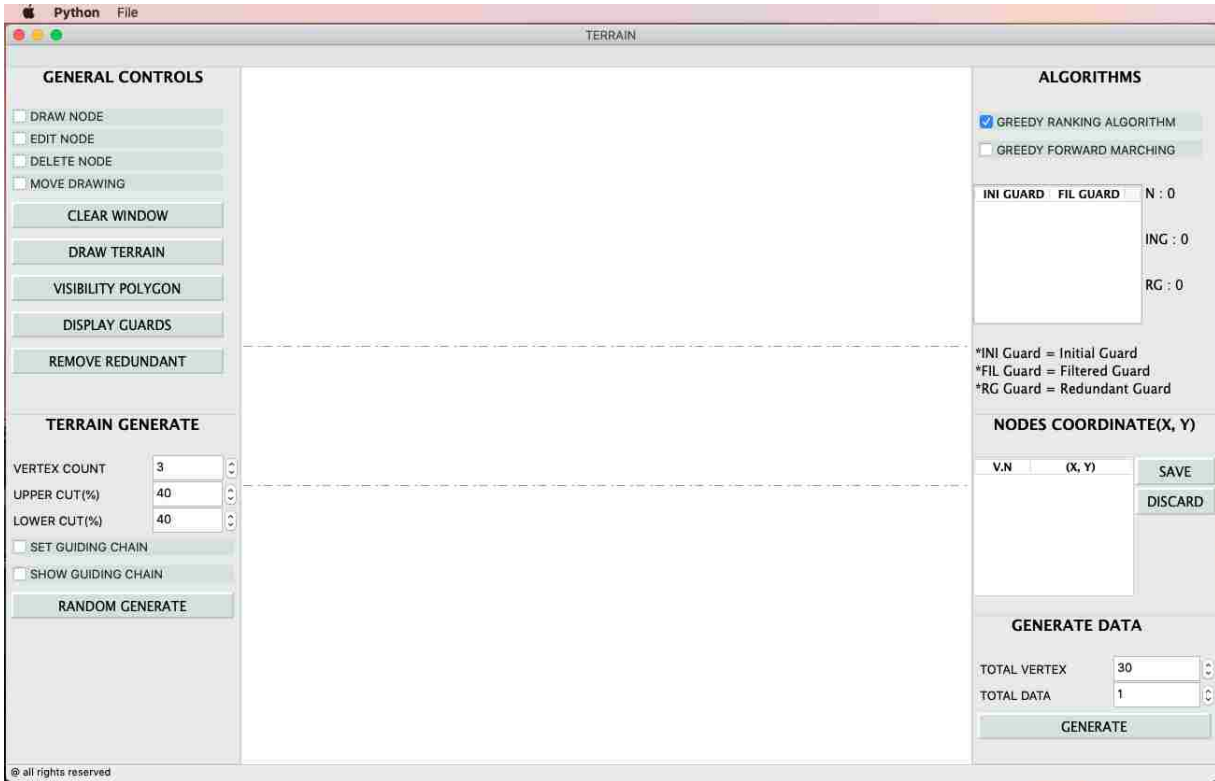 Python File
TERRAIN
GENERAL CONTROLS
DRAW NODE
EDIT NODE
DELETE NODE
MOVE DRAWING
CLEAR WINDOW
DRAW TERRAIN
VISIBILITY POLYGON
DISPLAY GUARDS
REMOVE REDUNDANT
TERRAIN GENERATE
VERTEX COUNT 3
UPPER CUT(%) 40
LOWER CUT(%) 40
SET GUIDING CHAIN
SHOW GUIDING CHAIN
RANDOM GENERATE
ALGORITHMS
GREEDY RANKING ALGORITHM
GREEDY FORWARD MARCHING
INI GUARD FIL GUARD N : 0
ING : 0
RG : 0
*INI Guard = Initial Guard
*FIL Guard = Filtered Guard
*RG Guard = Redundant Guard
NODES COORDINATE(X, Y)
V.N (X, Y) SAVE
DISCARD
GENERATE DATA
TOTAL VERTEX 30
TOTAL DATA 1
GENERATE
@ all rights reserved